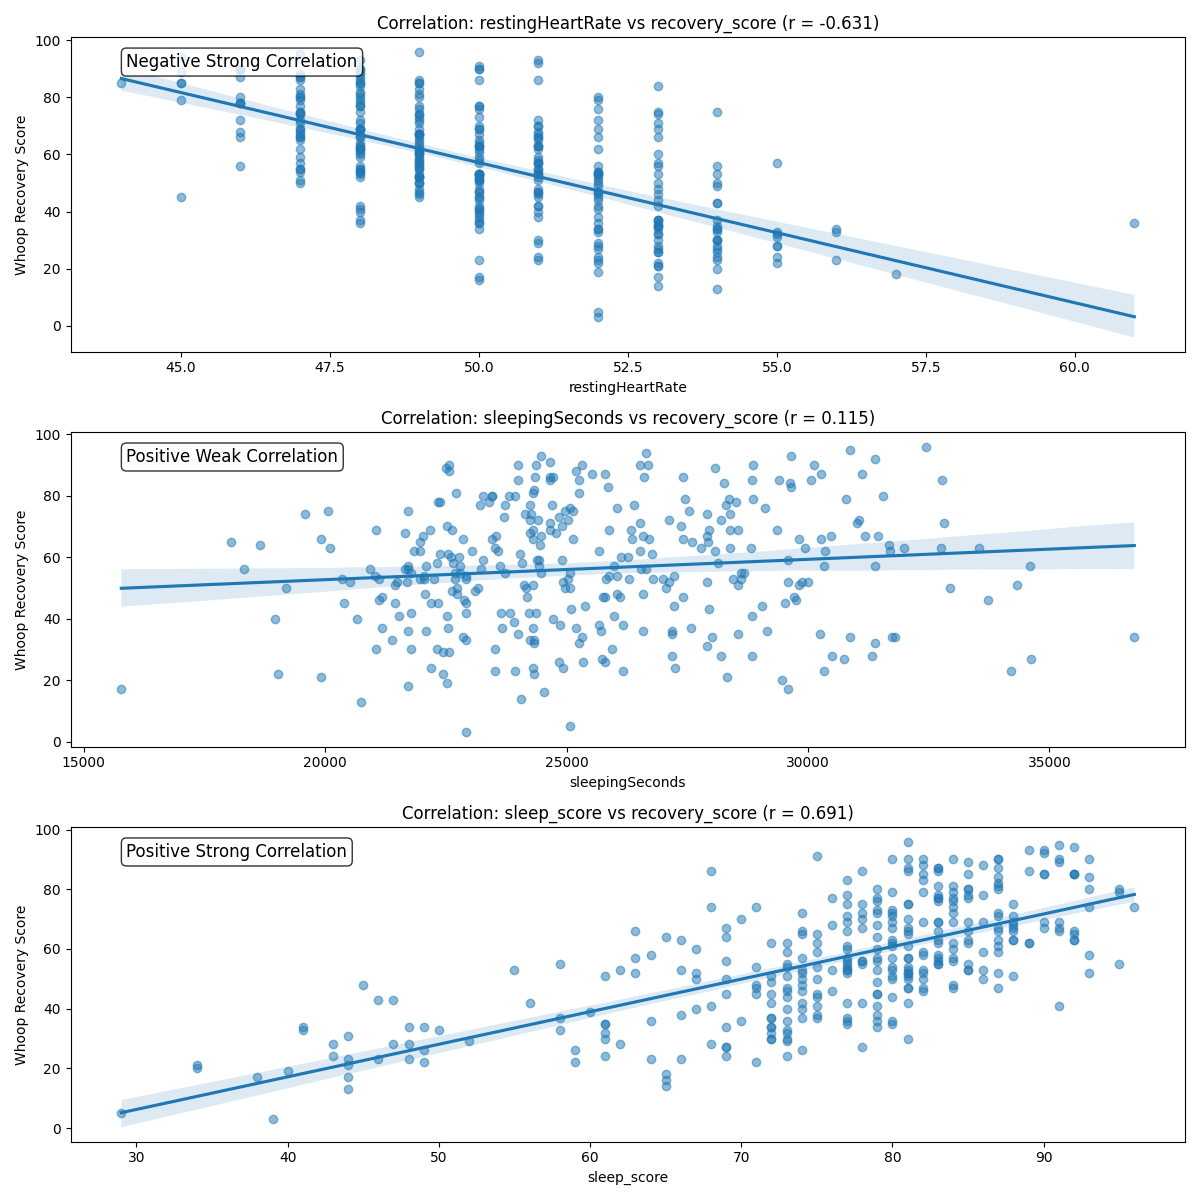 Correlation: restingHeartRate vs recovery_score (r = -0.631)
Negative Strong Correlation
100
80
60
40
20
0
Whoop Recovery Score
45.0 47.5 50.0 52.5 55.0 57.5 60.0
restingHeartRate
Correlation: sleepingSeconds vs recovery_score (r = 0.115)
Positive Weak Correlation
100
80
60
40
20
0
Whoop Recovery Score
15000 20000 25000 30000 35000
sleepingSeconds
Correlation: sleep_score vs recovery_score (r = 0.691)
Positive Strong Correlation
100
80
60
40
20
0
Whoop Recovery Score
30 40 50 60 70 80 90
sleep_score